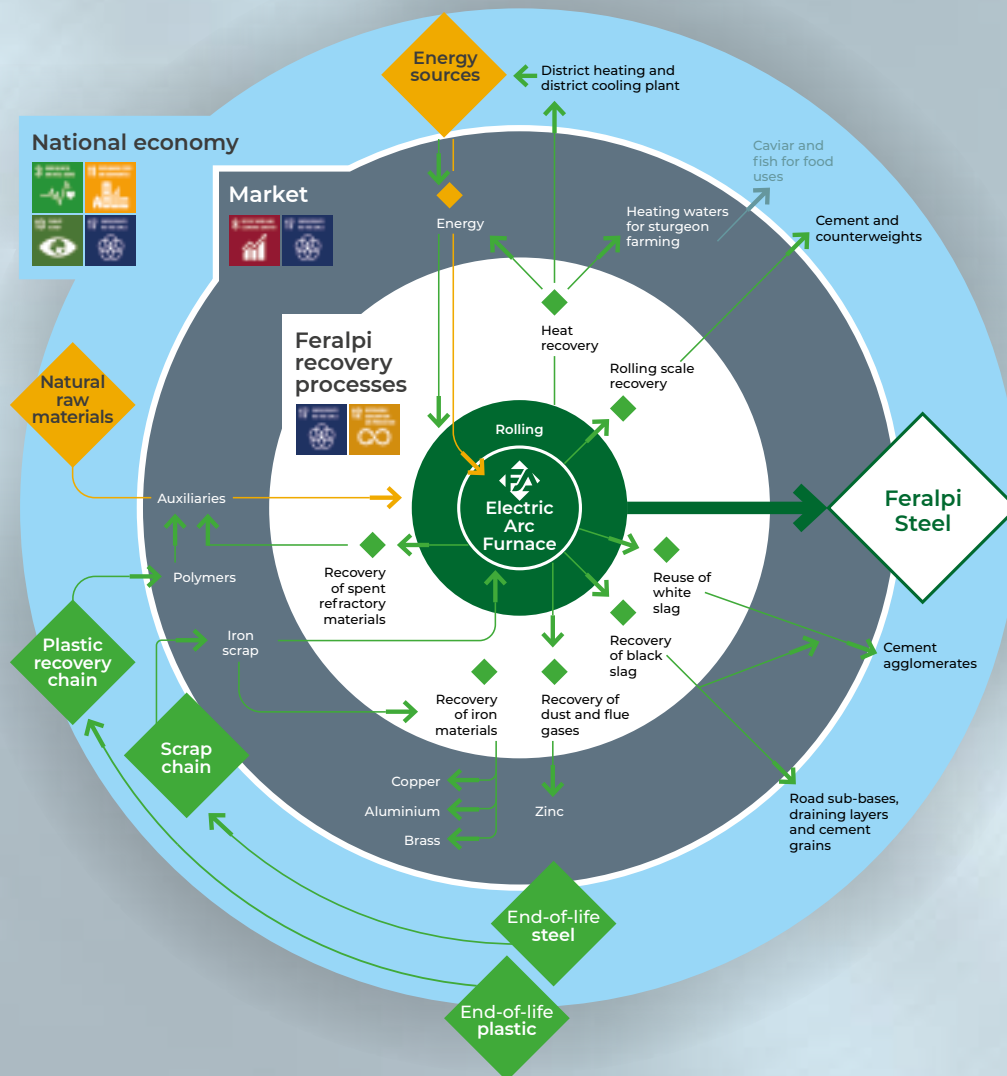 Energy
sources
District heating and
district cooling plant
National economy
Caviar and
fish for food
uses
Market
Energy
Heating waters
for sturgeon
farming
Cement and
counterweights
Feralpi
recovery
processes
Heat
recovery
Rolling scale
recovery
Natural
raw
materials
Rolling
Auxiliaries
Electric
Arc
Furnace
Feralpi
Steel
Polymers
Recovery
of spent
refractory
materials
Reuse of
white
slag
Plastic
recovery
chain
Iron
scrap
Recovery
of black
slag
Cement
agglomerates
Scrap
chain
Recovery
of iron
materials
Recovery of
dust and flue
gases
Copper
Aluminium
Brass
Zinc
Road sub-bases,
draining layers
and cement
grains
End-of-life
steel
End-of-life
plastic